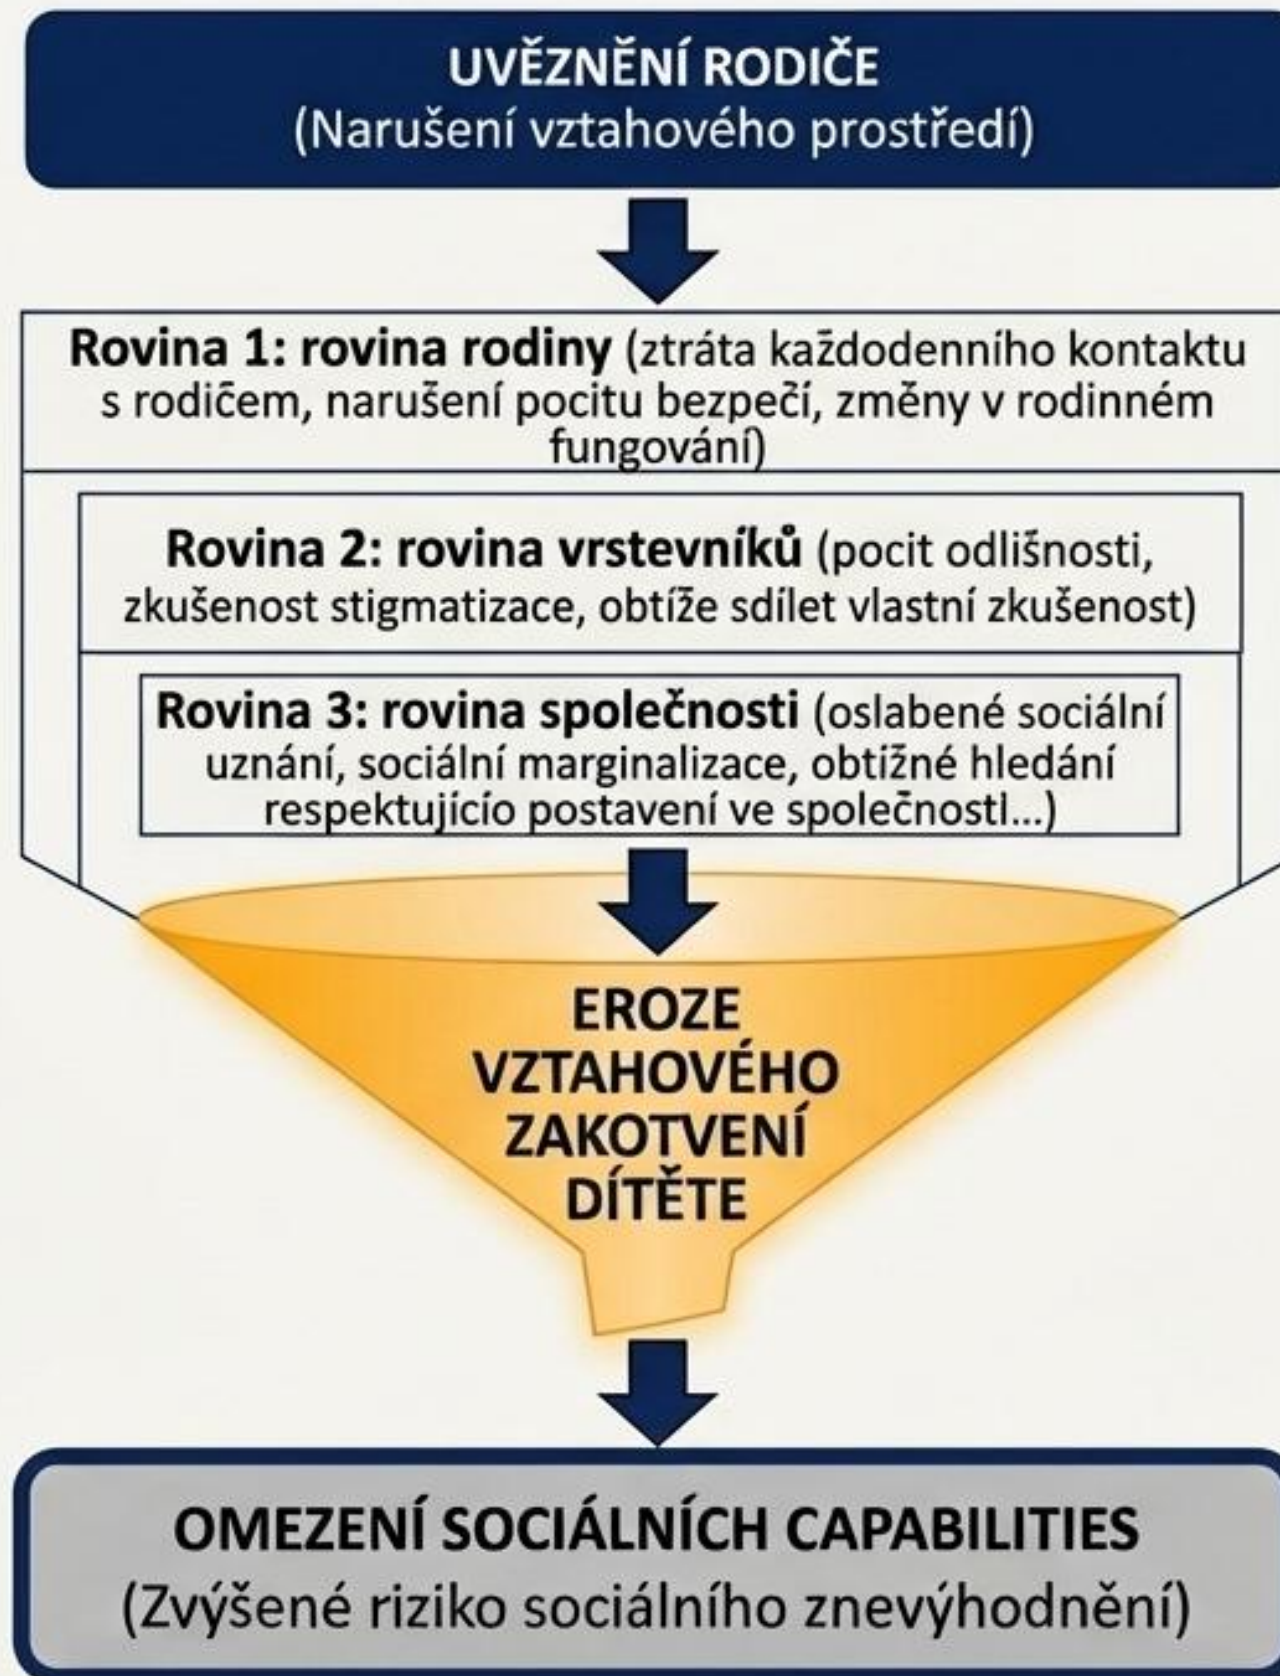 UVĚZNĚNÍ RODIČE
(Narušení vztahového prostředí)
Rovina 1: rovina rodiny (ztráta každodenního kontaktu
s rodičem, narušení pocitu bezpečí, změny v rodinném
fungování)
Rovina 2: rovina vrstevníků (pocit odlišnosti,
zkušenost stigmatizace, obtíže sdílet vlastní zkušenost)
Rovina 3: rovina společnosti (oslabené sociální
uznání, sociální marginalizace, obtížné hledání
respektujícío postavení ve společnosti...)
EROZE
VZTAHOVÉHO
ZAKOTVENÍ
DÍTĚTE
OMEZENÍ SOCIÁLNÍCH CAPABILITIES
(Zvýšené riziko sociálního znevýhodnění)